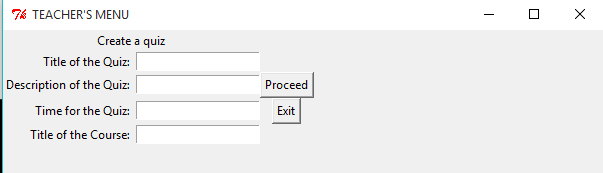 TEACHER'S MENU
Create a quiz
Title of the Quiz:
Description of the Quiz: Proceed
Time for the Quiz: Exit
Title of the Course: